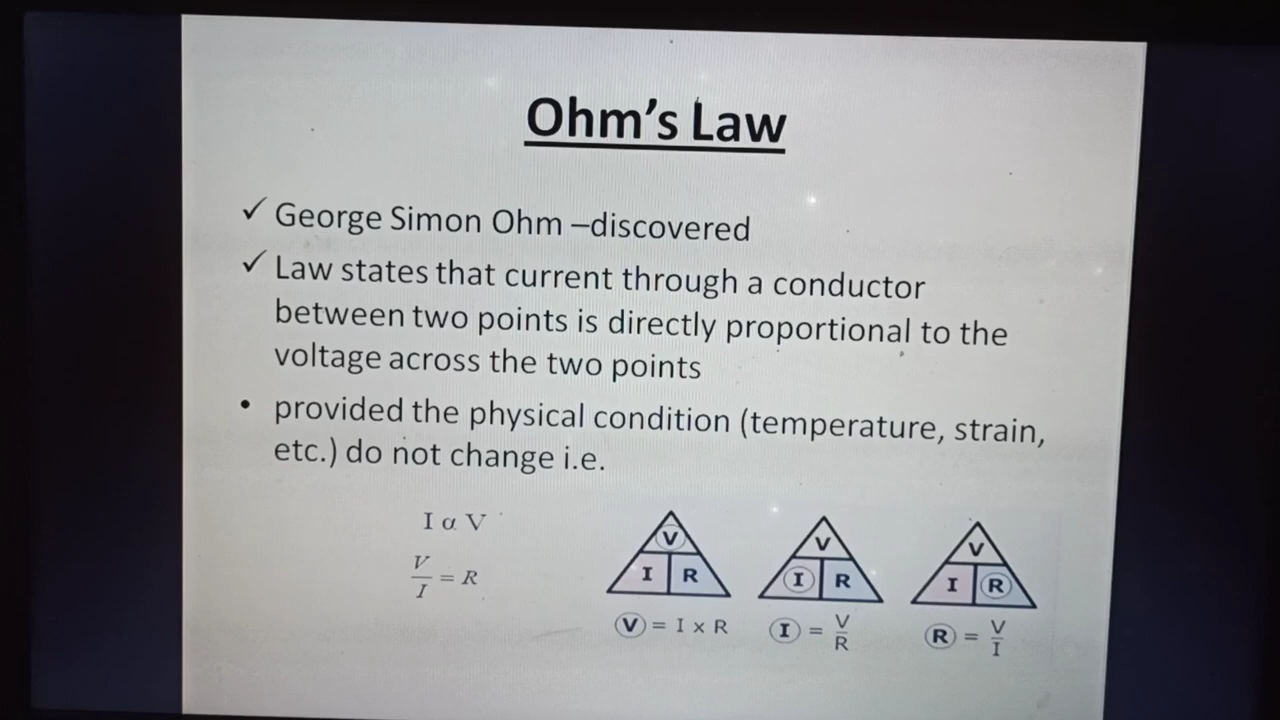 Ohm's Law
✓ George Simon Ohm –discovered
✓ Law states that current through a conductor
between two points is directly proportional to the
voltage across the two points
• provided the physical condition (temperature, strain,
etc.) do not change i.e.
I α V
V/I = R
V
I R
V = I x R
V
I R
I = V/R
V
I R
R = V/I